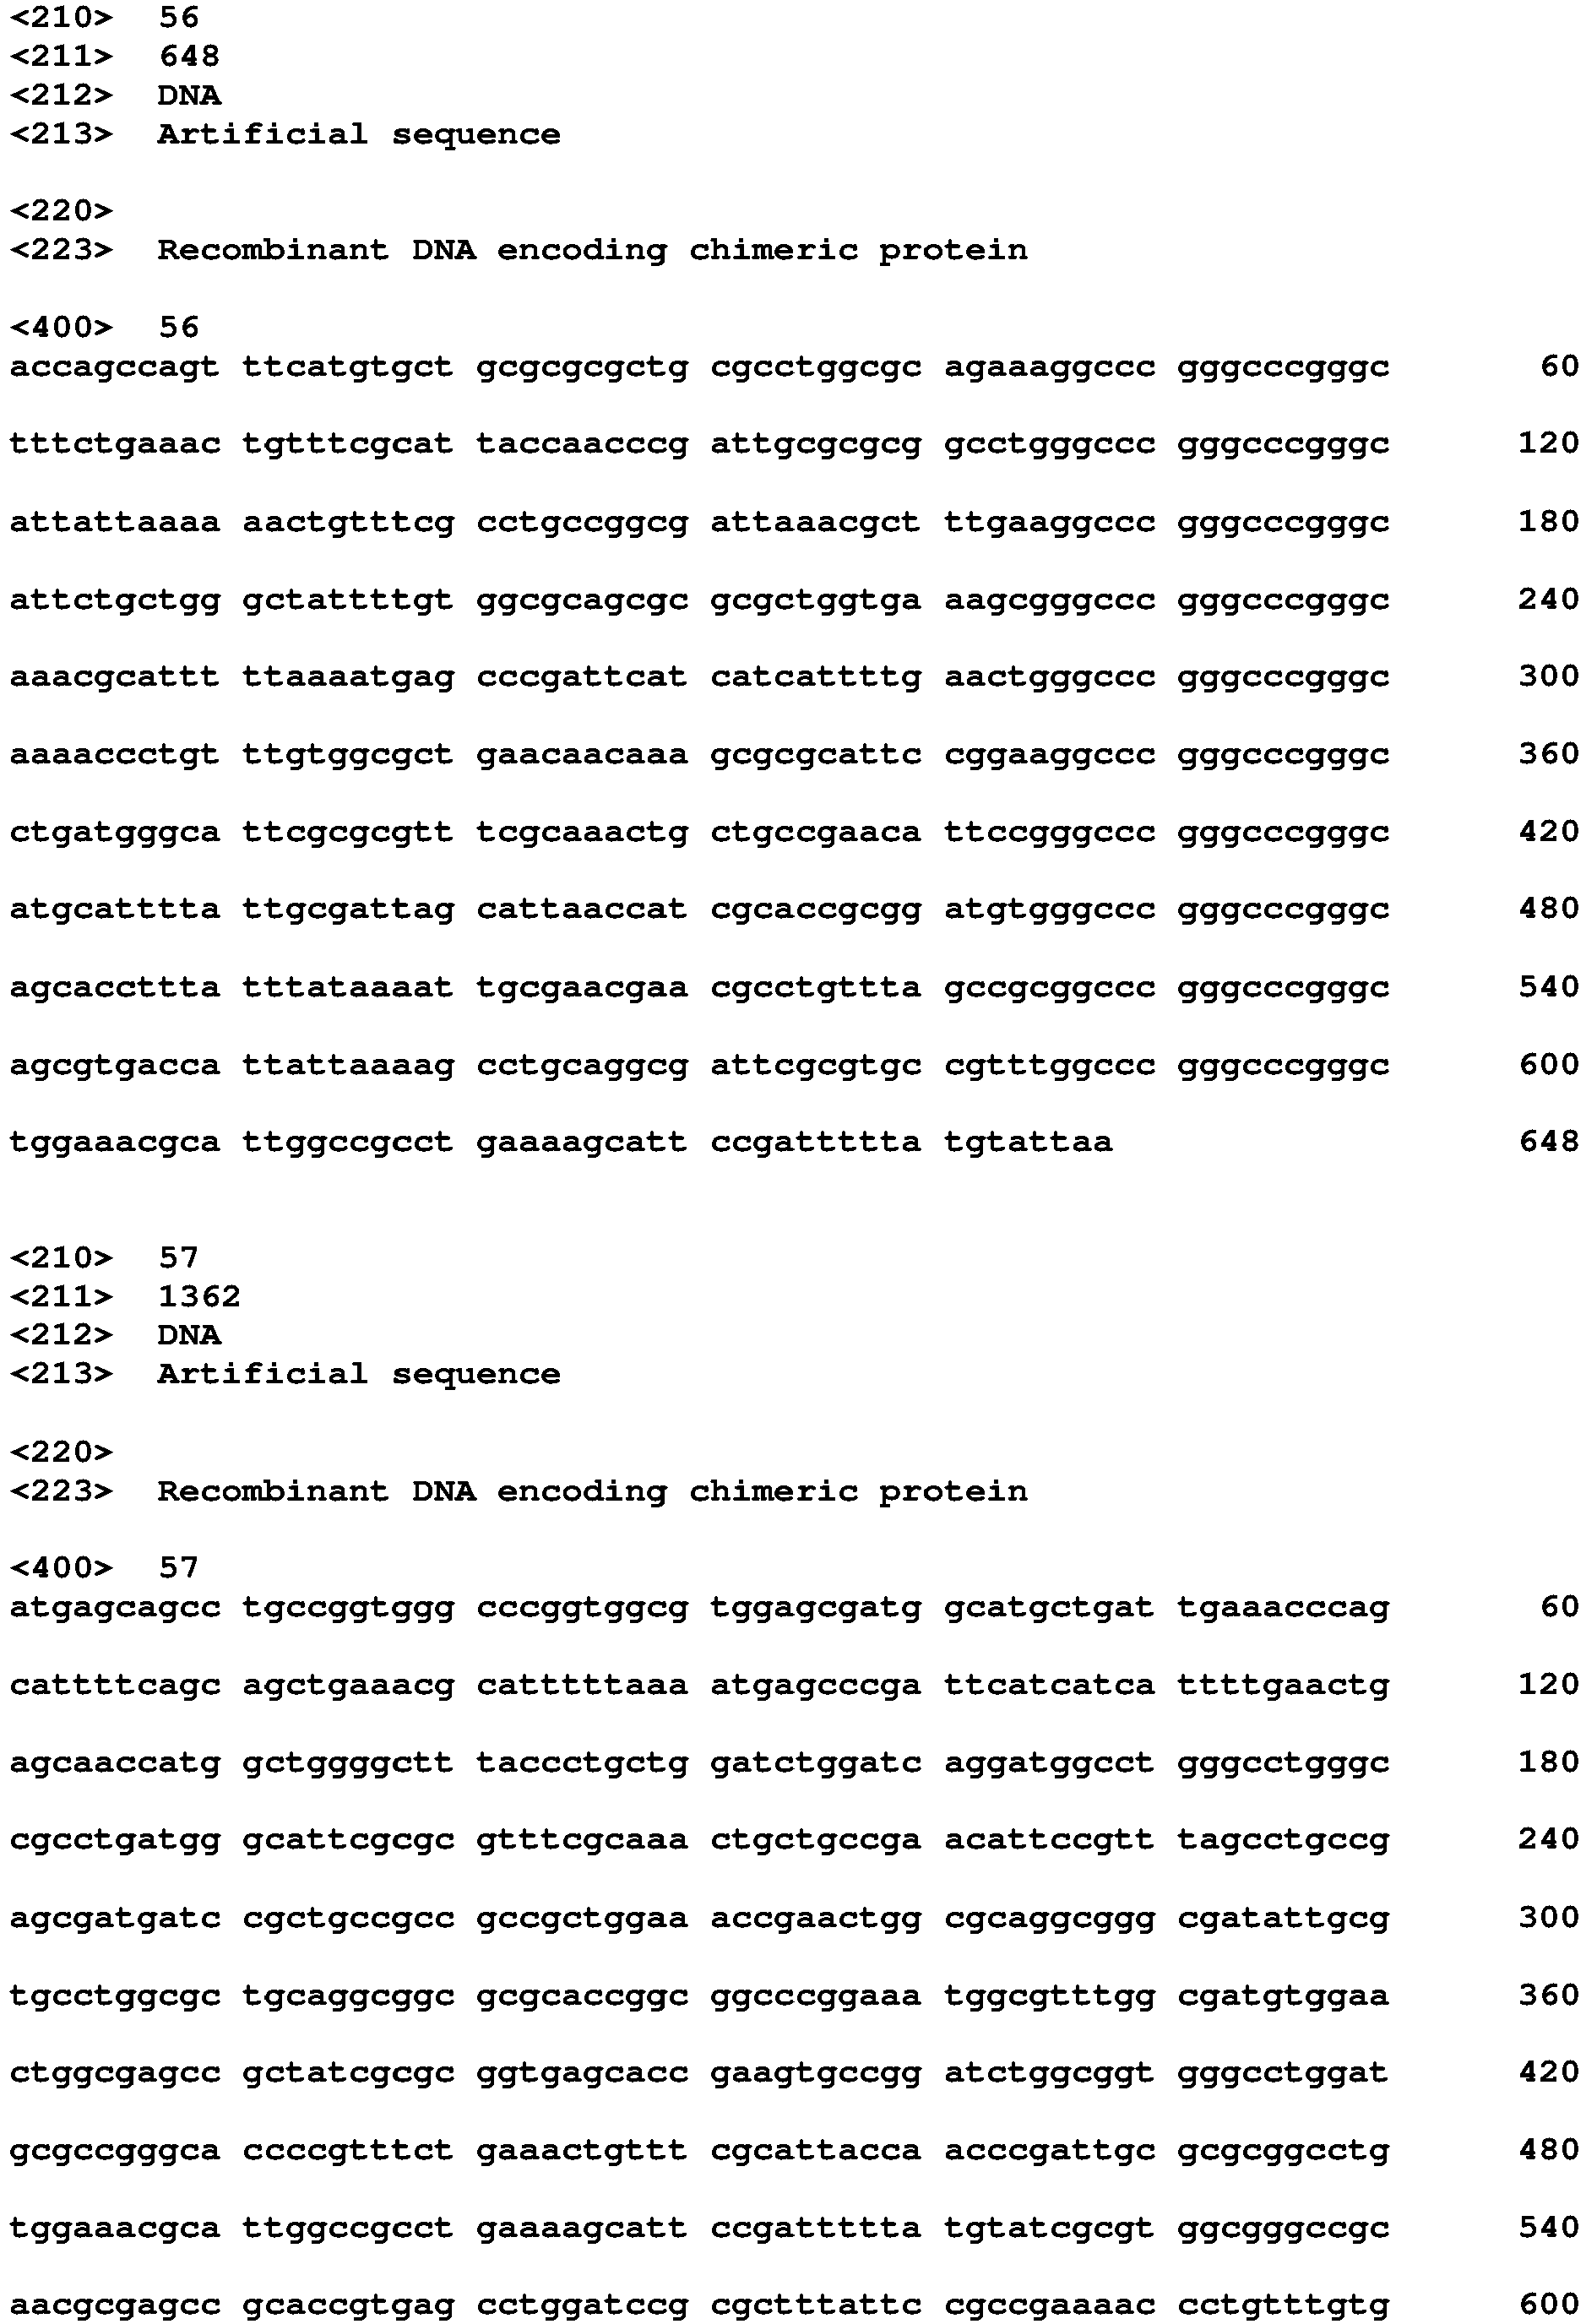 <210> 56
<211> 648
<212> DNA
<213> Artificial sequence
<220>
<223> Recombinant DNA encoding chimeric protein
<400> 56
accagccagt ttcatgtgct gcgcgcgctg cgcctggcgc agaaaggccc gggcccgggc 60
tttctgaaac tgtttcgcat taccaacccg attgcgcgcg gcctgggccc gggcccgggc 120
attattaaaa aactgtttcg cctgccggcg attaaacgct ttgaaggccc gggcccgggc 180
attctgctgg gctattttgt ggcgcagcgc gcgctggtga aagcgggccc gggcccgggc 240
aaacgcattt ttaaaatgag cccgattcat catcattttg aactgggccc gggcccgggc 300
aaaaccctgt ttgtggcgct gaacaacaaa gcgcgcattc cggaaggccc gggcccgggc 360
ctgatgggca ttcgcgcgtt tcgcaaactg ctgccgaaca ttccgggccc gggcccgggc 420
atgcatttta ttgcgattag cattaaccat cgcaccgcgg atgtgggccc gggcccgggc 480
agcaccttta tttataaaat tgcgaacgaa cgcctgttta gccgcggccc gggcccgggc 540
agcgtgacca ttattaaaag cctgcaggcg attcgcgtgc cgtttggccc gggcccgggc 600
tggaaacgca ttggccgcct gaaaagcatt ccgattttta tgtattaa 648
<210> 57
<211> 1362
<212> DNA
<213> Artificial sequence
<220>
<223> Recombinant DNA encoding chimeric protein
<400> 57
atgagcagcc tgccggtggg cccggtggcg tggagcgatg gcatgctgat tgaaacccag 60
cattttcagc agctgaaacg catttttaaa atgagcccga ttcatcatca ttttgaactg 120
agcaaccatg gctggggctt taccctgctg gatctggatc aggatggcct gggcctgggc 180
cgcctgatgg gcattcgcgc gtttcgcaaa ctgctgccga acattccgtt tagcctgccg 240
agcgatgatc cgctgccgcc gccgctggaa accgaactgg cgcaggcggg cgatattgcg 300
tgcctggcgc tgcaggcggc gcgcaccggc ggcccggaaa tggcgtttgg cgatgtggaa 360
ctggcgagcc gctatcgcgc ggtgagcacc gaagtgccgg atctggcggt gggcctggat 420
gcgccgggca ccccgtttct gaaactgttt cgcattacca acccgattgc gcgcggcctg 480
tggaaacgca ttggccgcct gaaaagcatt ccgattttta tgtatcgcgt ggcgggccgc 540
aacgcgagcc gcaccgtgag cctggatccg cgctttattc cgccgaaaac cctgtttgtg 600